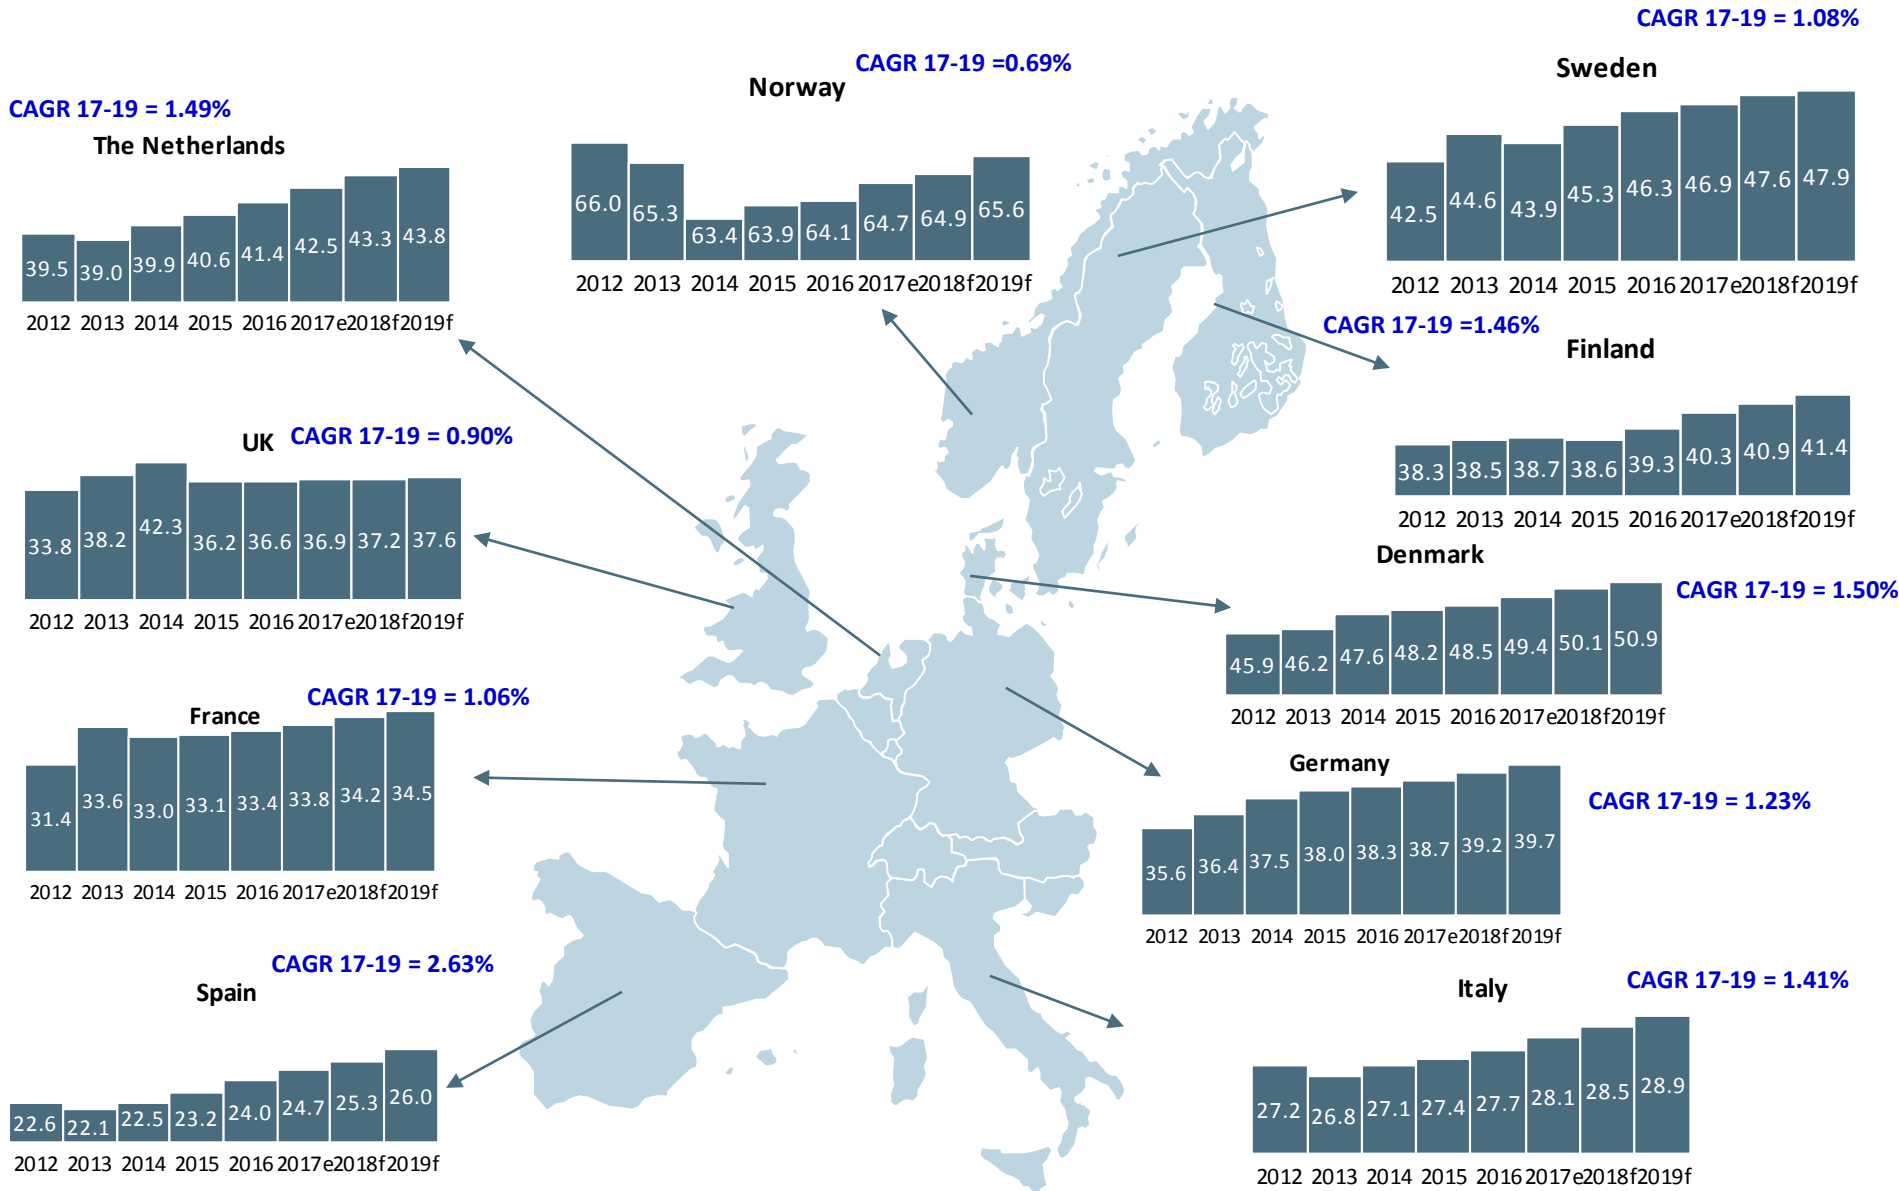 CAGR 17-19 = 1.49%
The Netherlands
39.5 39.0 39.9 40.6 41.4 42.5 43.3 43.8
2012 2013 2014 2015 2016 2017e 2018f 2019f
Norway
CAGR 17-19 =0.69%
66.0 65.3 63.4 63.9 64.1 64.7 64.9 65.6
2012 2013 2014 2015 2016 2017e 2018f 2019f
CAGR 17-19 = 1.08%
Sweden
42.5 44.6 43.9 45.3 46.3 46.9 47.6 47.9
2012 2013 2014 2015 2016 2017e 2018f 2019f
CAGR 17-19 =1.46%
Finland
38.3 38.5 38.7 38.6 39.3 40.3 40.9 41.4
2012 2013 2014 2015 2016 2017e 2018f 2019f
UK
CAGR 17-19 = 0.90%
33.8 38.2 42.3 36.2 36.6 36.9 37.2 37.6
2012 2013 2014 2015 2016 2017e 2018f 2019f
Denmark
CAGR 17-19 = 1.50%
45.9 46.2 47.6 48.2 48.5 49.4 50.1 50.9
2012 2013 2014 2015 2016 2017e 2018f 2019f
CAGR 17-19 = 1.06%
France
31.4 33.6 33.0 33.1 33.4 33.8 34.2 34.5
2012 2013 2014 2015 2016 2017e 2018f 2019f
Germany
CAGR 17-19 = 1.23%
35.6 36.4 37.5 38.0 38.3 38.7 39.2 39.7
2012 2013 2014 2015 2016 2017e 2018f 2019f
CAGR 17-19 = 2.63%
Spain
22.6 22.1 22.5 23.2 24.0 24.7 25.3 26.0
2012 2013 2014 2015 2016 2017e 2018f 2019f
CAGR 17-19 = 1.41%
Italy
27.2 26.8 27.1 27.4 27.7 28.1 28.5 28.9
2012 2013 2014 2015 2016 2017e 2018f 2019f